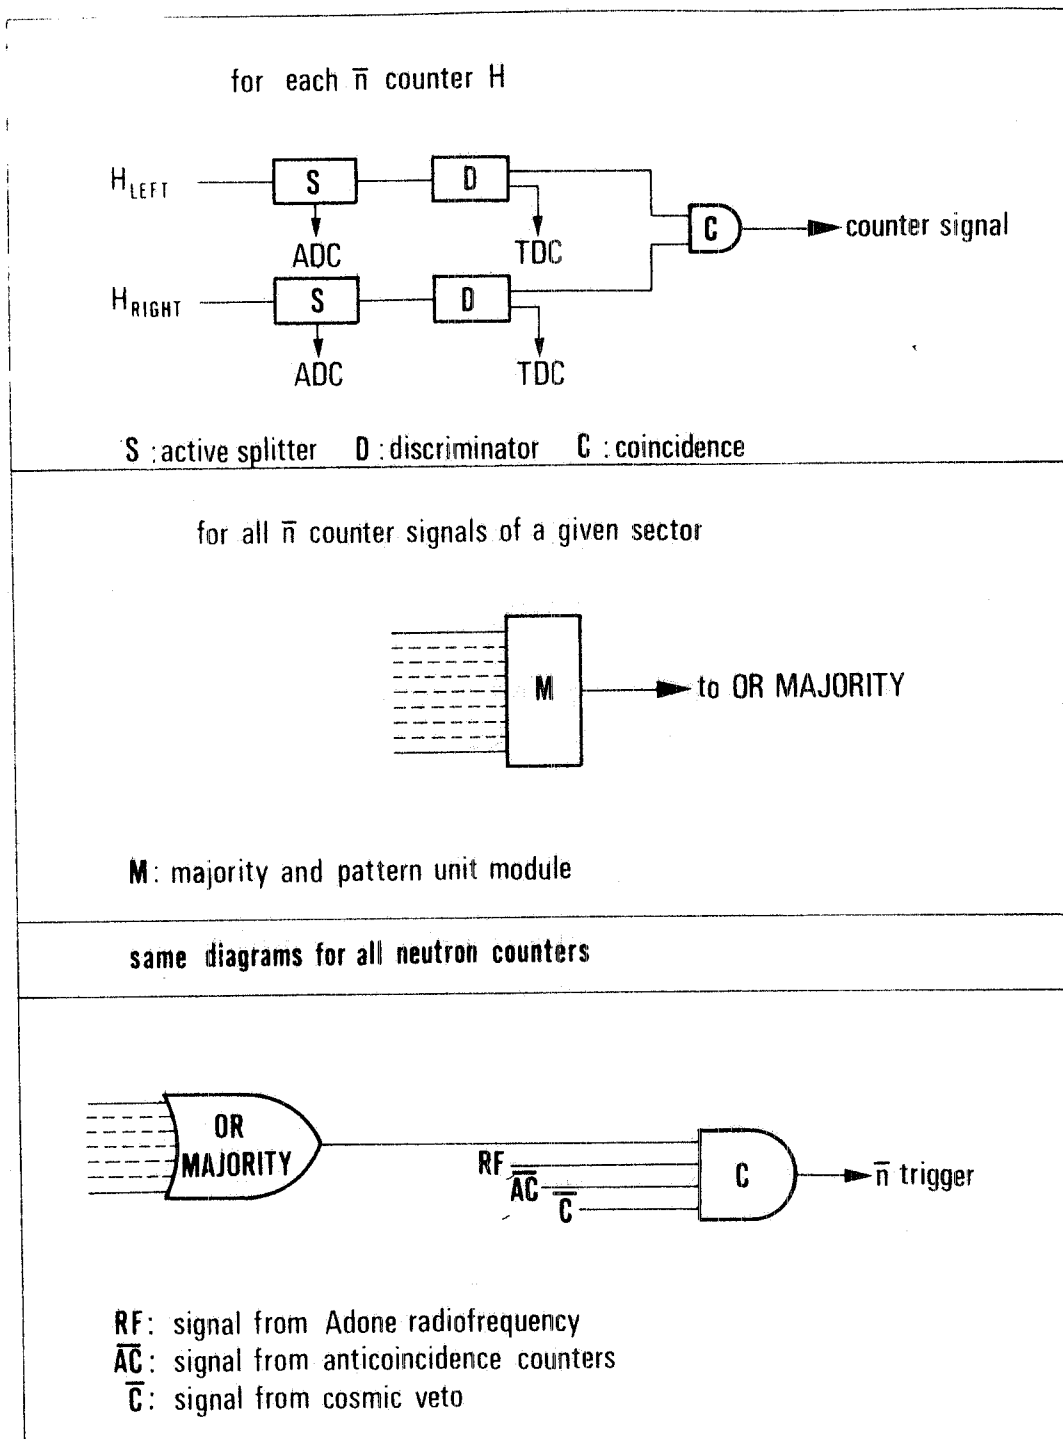 for each n̅ counter H
H_LEFT S D
ADC TDC
C counter signal
H_RIGHT S D
ADC TDC
S : active splitter D : discriminator C : coincidence
for all n̅ counter signals of a given sector
M to OR MAJORITY
M : majority and pattern unit module
same diagrams for all neutron counters
OR
MAJORITY
RF
A̅C̅
C̅
C n̅ trigger
RF : signal from Adone radiofrequency
A̅C̅ : signal from anticoincidence counters
C̅ : signal from cosmic veto